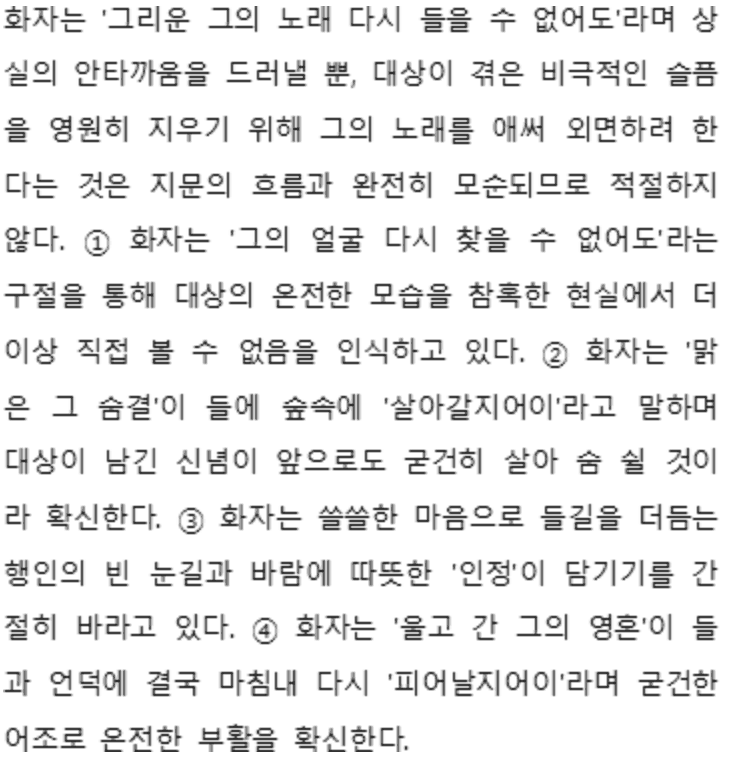 화자는 '그리운 그의 노래 다시 들을 수 없어도'라며 상
실의 안타까움을 드러낼 뿐, 대상이 겪은 비극적인 슬픔
을 영원히 지우기 위해 그의 노래를 애써 외면하려 한
다는 것은 지문의 흐름과 완전히 모순되므로 적절하지
않다. ① 화자는 '그의 얼굴 다시 찾을 수 없어도'라는
구절을 통해 대상의 온전한 모습을 참혹한 현실에서 더
이상 직접 볼 수 없음을 인식하고 있다. ② 화자는 '맑
은 그 숨결'이 들에 숲속에 '살아갈지어이'라고 말하며
대상이 남긴 신념이 앞으로도 굳건히 살아 숨 쉴 것이
라 확신한다. ③ 화자는 쓸쓸한 마음으로 들길을 더듬는
행인의 빈 눈길과 바람에 따뜻한 '인정'이 담기기를 간
절히 바라고 있다. ④ 화자는 '울고 간 그의 영혼'이 들
과 언덕에 결국 마침내 다시 '피어날지어이'라며 굳건한
어조로 온전한 부활을 확신한다.